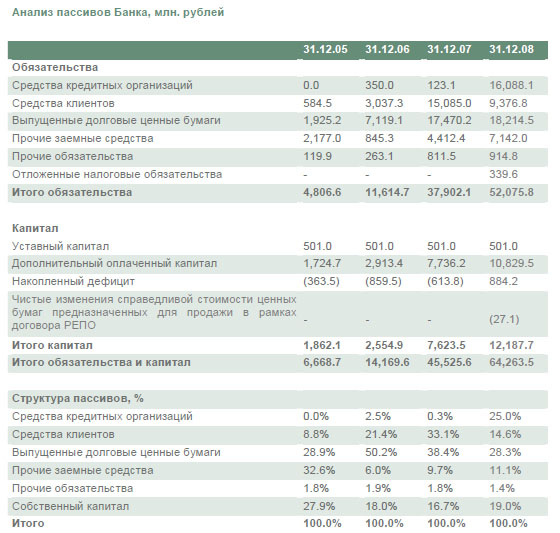 Анализ пассивов Банка, млн. рублей
31.12.05 31.12.06 31.12.07 31.12.08
Обязательства
Средства кредитных организаций 0.0 350.0 123.1 16,088.1
Средства клиентов 584.5 3,037.3 15,085.0 9,376.8
Выпущенные долговые ценные бумаги 1,925.2 7,119.1 17,470.2 18,214.5
Прочие заемные средства 2,177.0 845.3 4,412.4 7,142.0
Прочие обязательства 119.9 263.1 811.5 914.8
Отложенные налоговые обязательства - - - 339.6
Итого обязательства 4,806.6 11,614.7 37,902.1 52,075.8
Капитал
Уставный капитал 501.0 501.0 501.0 501.0
Дополнительный оплаченный капитал 1,724.7 2,913.4 7,736.2 10,829.5
Накопленный дефицит (363.5) (859.5) (613.8) 884.2
Чистые изменения справедливой стоимости ценных
бумаг предназначенных для продажи в рамках
договора РЕПО - - - (27.1)
Итого капитал 1,862.1 2,554.9 7,623.5 12,187.7
Итого обязательства и капитал 6,668.7 14,169.6 45,525.6 64,263.5
Структура пассивов, %
Средства кредитных организаций 0.0% 2.5% 0.3% 25.0%
Средства клиентов 8.8% 21.4% 33.1% 14.6%
Выпущенные долговые ценные бумаги 28.9% 50.2% 38.4% 28.3%
Прочие заемные средства 32.6% 6.0% 9.7% 11.1%
Прочие обязательства 1.8% 1.9% 1.8% 1.4%
Собственный капитал 27.9% 18.0% 16.7% 19.0%
Итого 100.0% 100.0% 100.0% 100.0%